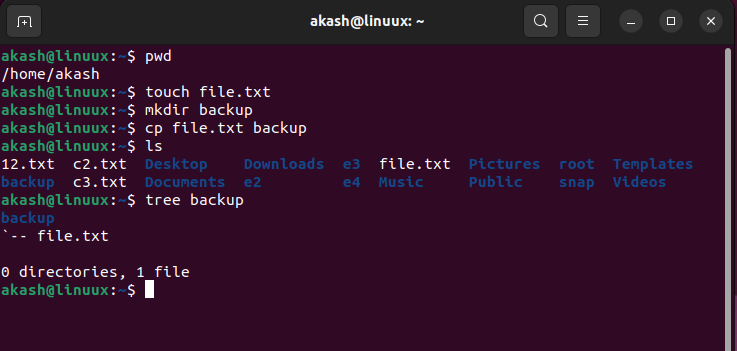 akash@linuux: ~
akash@linuux:~$ pwd
/home/akash
akash@linuux:~$ touch file.txt
akash@linuux:~$ mkdir backup
akash@linuux:~$ cp file.txt backup
akash@linuux:~$ ls
12.txt  c2.txt  Desktop    Downloads  e3  file.txt  Pictures  root  Templates
backup  c3.txt  Documents  e2         e4  Music     Public    snap  Videos
akash@linuux:~$ tree backup
backup
`-- file.txt
0 directories, 1 file
akash@linuux:~$